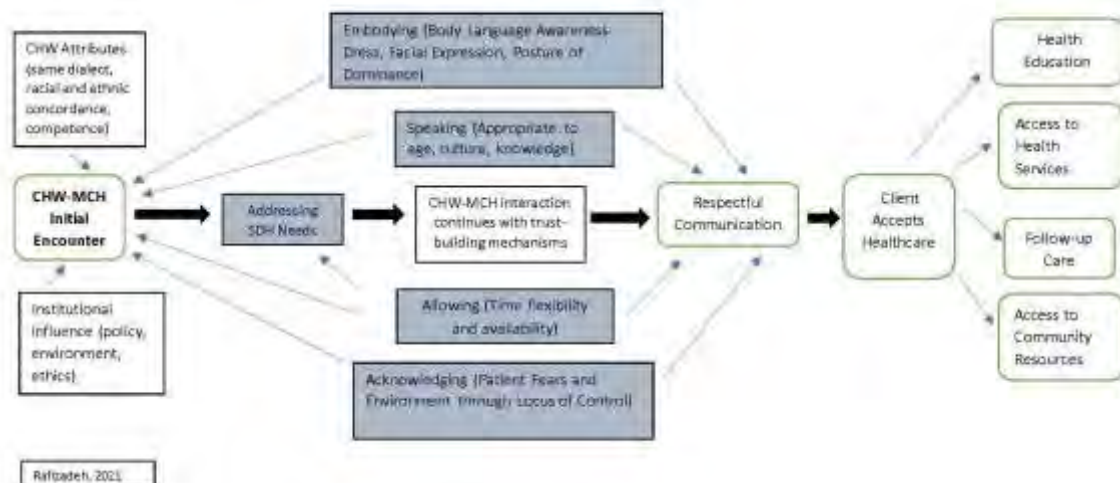 Embodying (Body Language Awareness
Dress, Facial Expression, Posture of
Dominance)
CHW Attributes
(same dialect,
racial and ethnic
concordance,
competence)
Speaking (Appropriate to
age, culture, knowledge)
CHW-MCH
Initial
Encounter
Addressing
SDH Needs
CHW-MCH interaction
continues with trust-
building mechanisms
Respectful
Communication
Client
Accepts
Healthcare
Health
Education
Access to
Health
Services
Follow-up
Care
Access to
Community
Resources
Institutional
Influence (policy,
environment,
ethics)
Allowing (Time flexibility
and availability)
Acknowledging (Patient Fears and
Environment through Locus of Control)
Rafizadeh, 2021